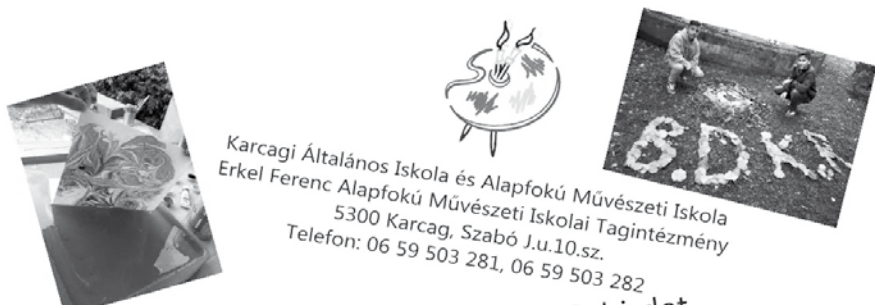 Karcagi Általános Iskola és Alapfokú Művészeti Iskola
Erkel Ferenc Alapfokú Művészeti Iskolai Tagintézmény
5300 Karcag, Szabó J.u.10.sz.
Telefon: 06 59 503 281, 06 59 503 282